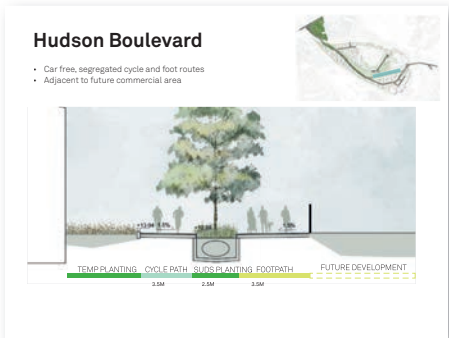 Hudson Boulevard
• Car free, segregated cycle and foot routes
• Adjacent to future commercial area
TEMP PLANTING CYCLE PATH SUDS PLANTING FOOTPATH FUTURE DEVELOPMENT
3.5M 2.5M 3.5M